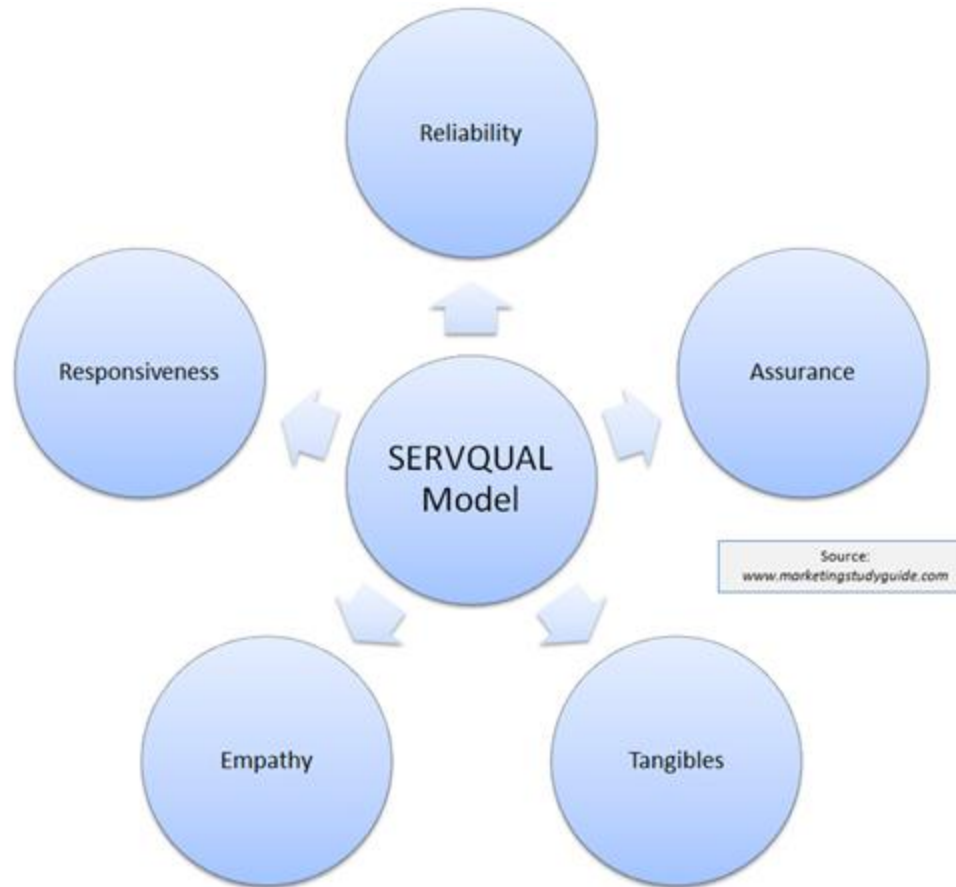 Reliability
Responsiveness
Assurance
SERVQUAL
Model
Source:
www.marketingstudyguide.com
Empathy
Tangibles